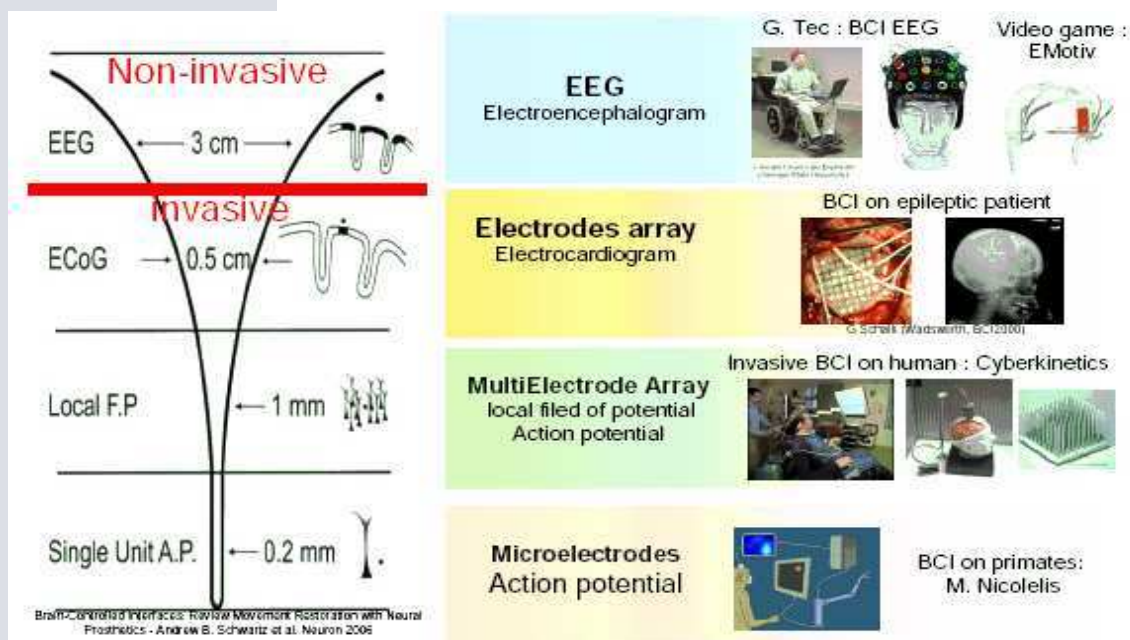 Non-invasive
EEG
3 cm
invasive
ECoG
0.5 cm
Local F.P
1 mm
Single Unit A.P.
0.2 mm
Brain-Controlled Interfaces: Review Movement Restoration with Neural
Prosthetics - Andrew B. Schwartz et al. Neuron 2006
EEG
Electroencephalogram
G. Tec : BCI EEG
Video game :
EMotiv
Electrodes array
Electrocardiogram
BCI on epileptic patient
G.Schalk (Wadsworth, BCI2000)
MultiElectrode Array
local filed of potential
Action potential
Invasive BCI on human : Cyberkinetics
Microelectrodes
Action potential
BCI on primates:
M. Nicolelis